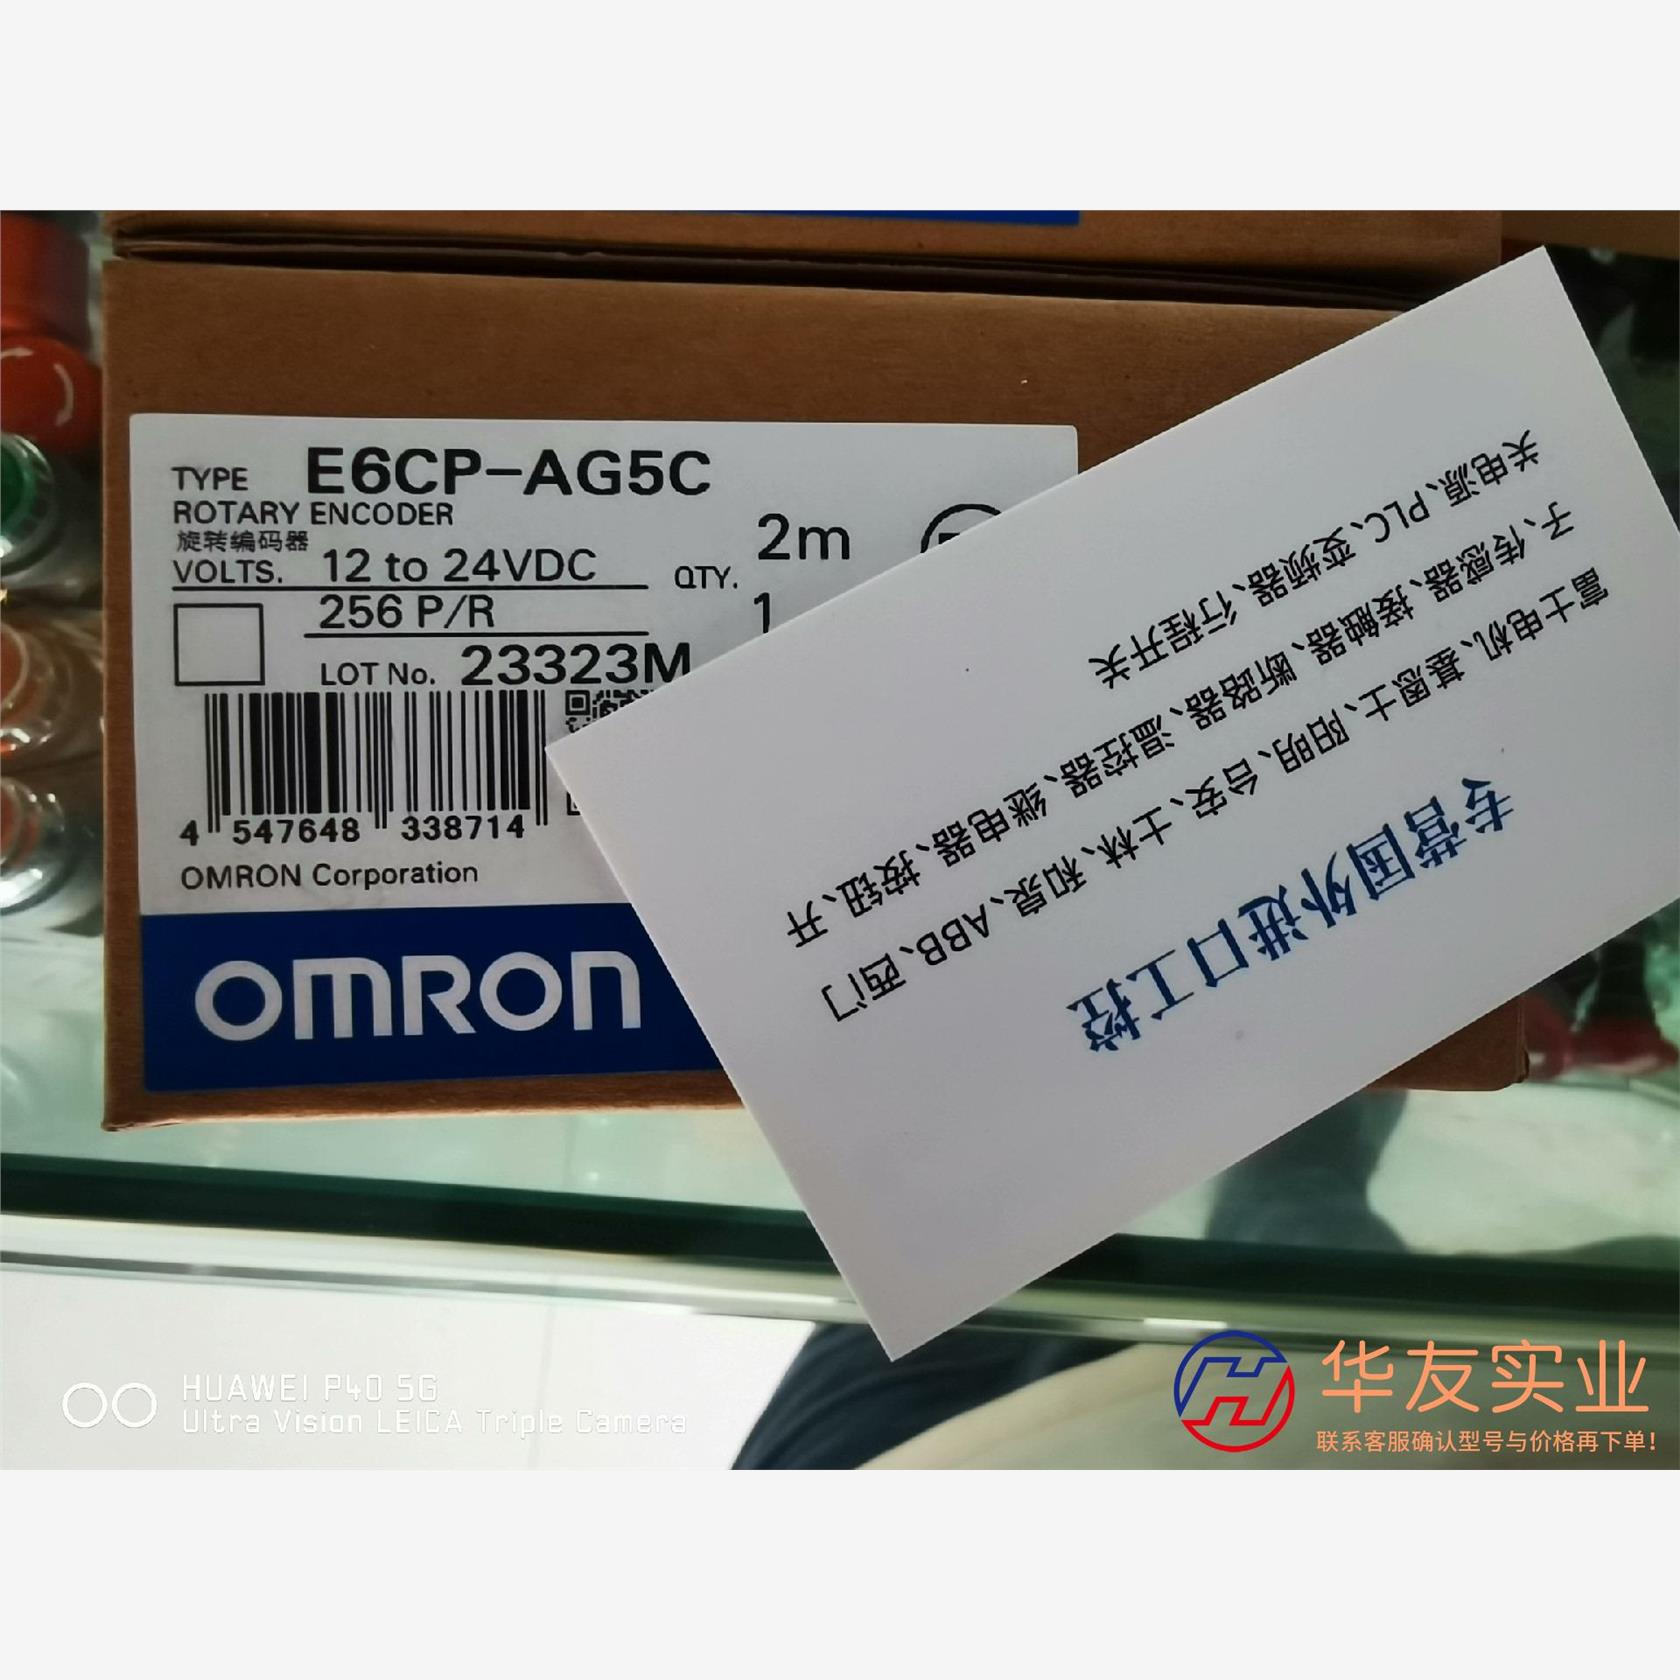 TYPE E6CP-AG5C
ROTARY ENCODER
旋转编码器
2m
VOLTS. 12 to 24VDC
QTY. 1
256 P/R
LOT No. 23323M
4 547648 338714
OMRON Corporation
OMRON
专营国外进口工控
富士电机、基恩士、阳明、台安、士林、和泉、ABB、西门
子、传感器、接触器、断路器、温控器、继电器、按钮、开
关电源、PLC、变频器、行程开关
HUAWEI P40 5G
Ultra Vision LEICA Triple Camera
华友实业
联系客服确认型号与价格再下单!